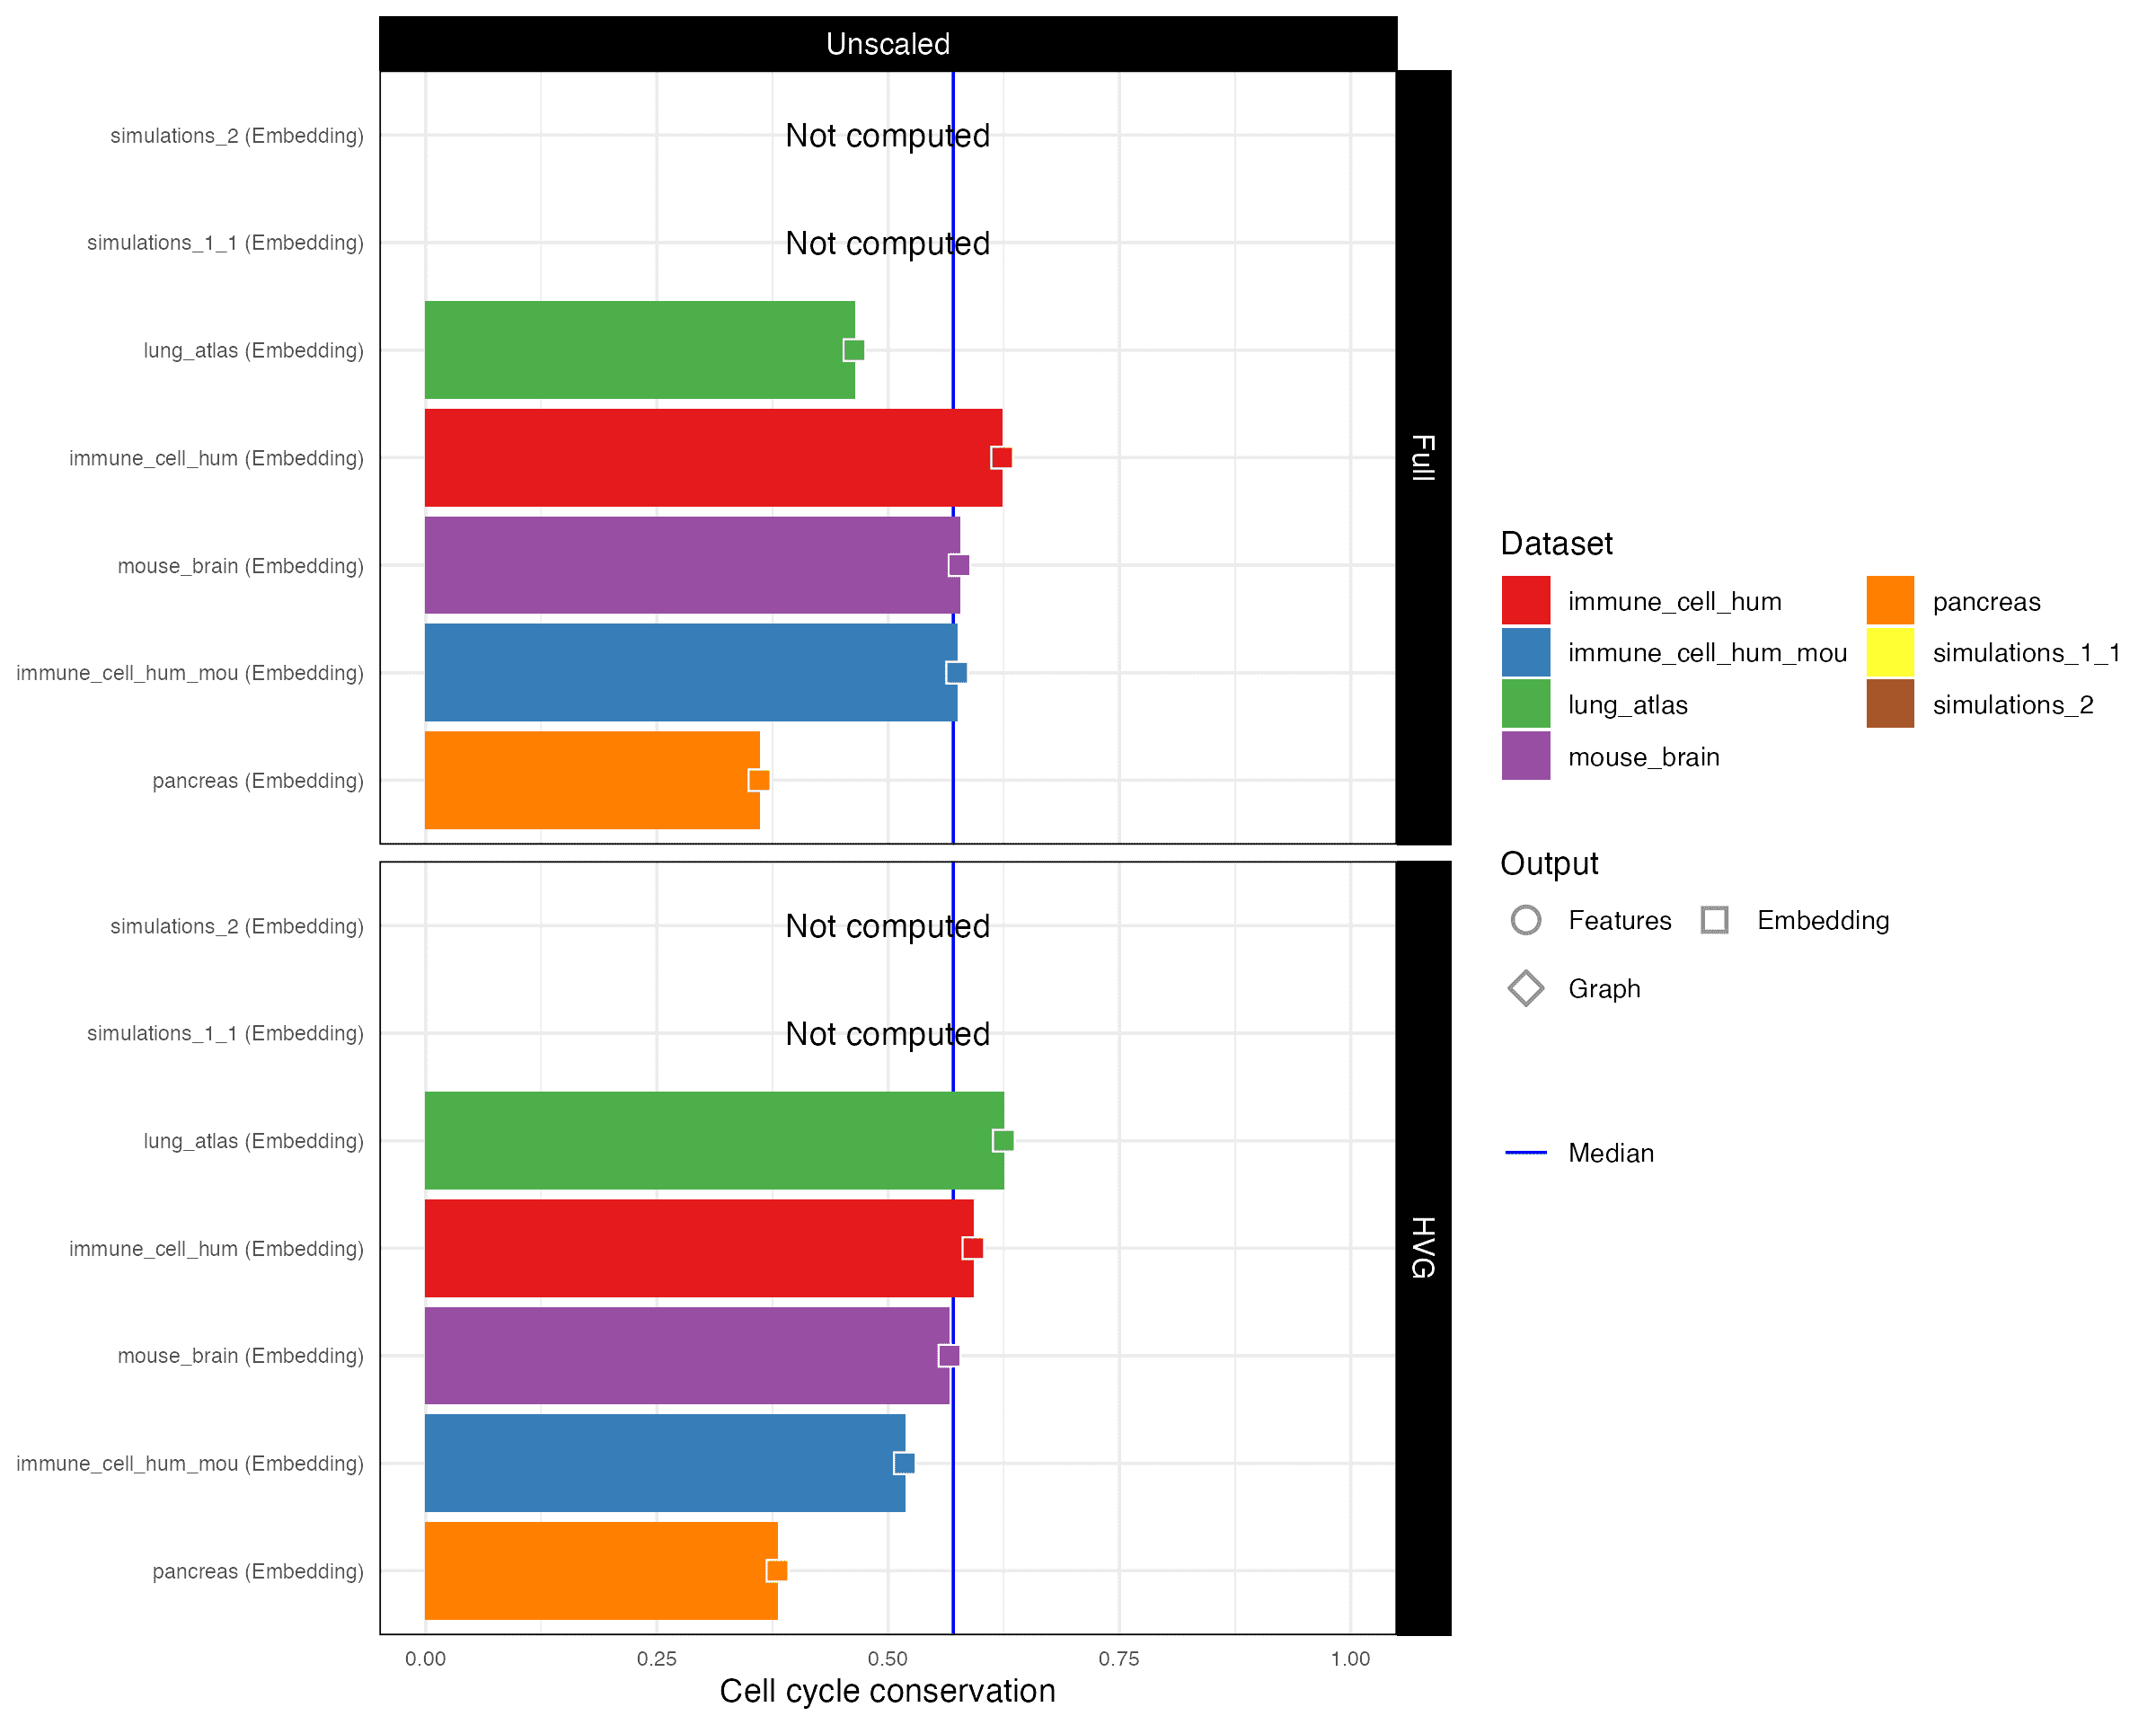 Unscaled
simulations_2 (Embedding)
Not computed
simulations_1_1 (Embedding)
Not computed
lung_atlas (Embedding)
immune_cell_hum (Embedding)
mouse_brain (Embedding)
immune_cell_hum_mou (Embedding)
pancreas (Embedding)
Full
simulations_2 (Embedding)
Not computed
simulations_1_1 (Embedding)
Not computed
lung_atlas (Embedding)
immune_cell_hum (Embedding)
mouse_brain (Embedding)
immune_cell_hum_mou (Embedding)
pancreas (Embedding)
HVG
0.00 0.25 0.50 0.75 1.00
Cell cycle conservation
Dataset
immune_cell_hum pancreas
immune_cell_hum_mou simulations_1_1
lung_atlas simulations_2
mouse_brain
Output
Features Embedding
Graph
Median